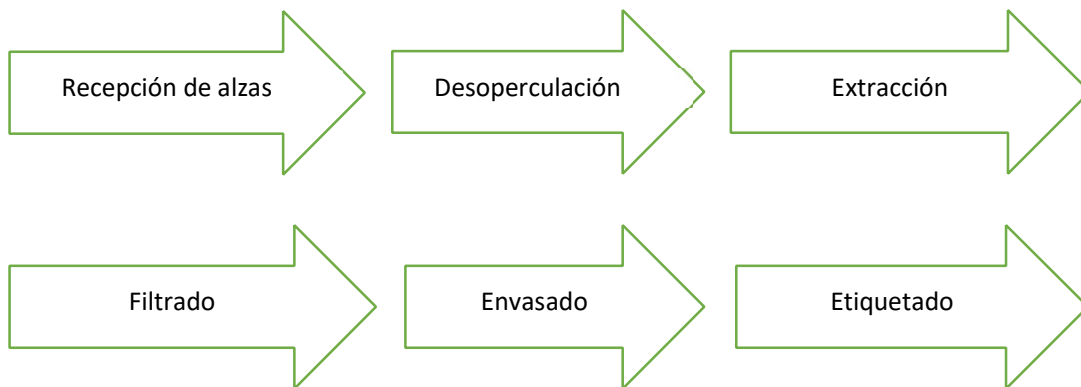 Recepción de alzas
Desoperculación
Extracción
Filtrado
Envasado
Etiquetado